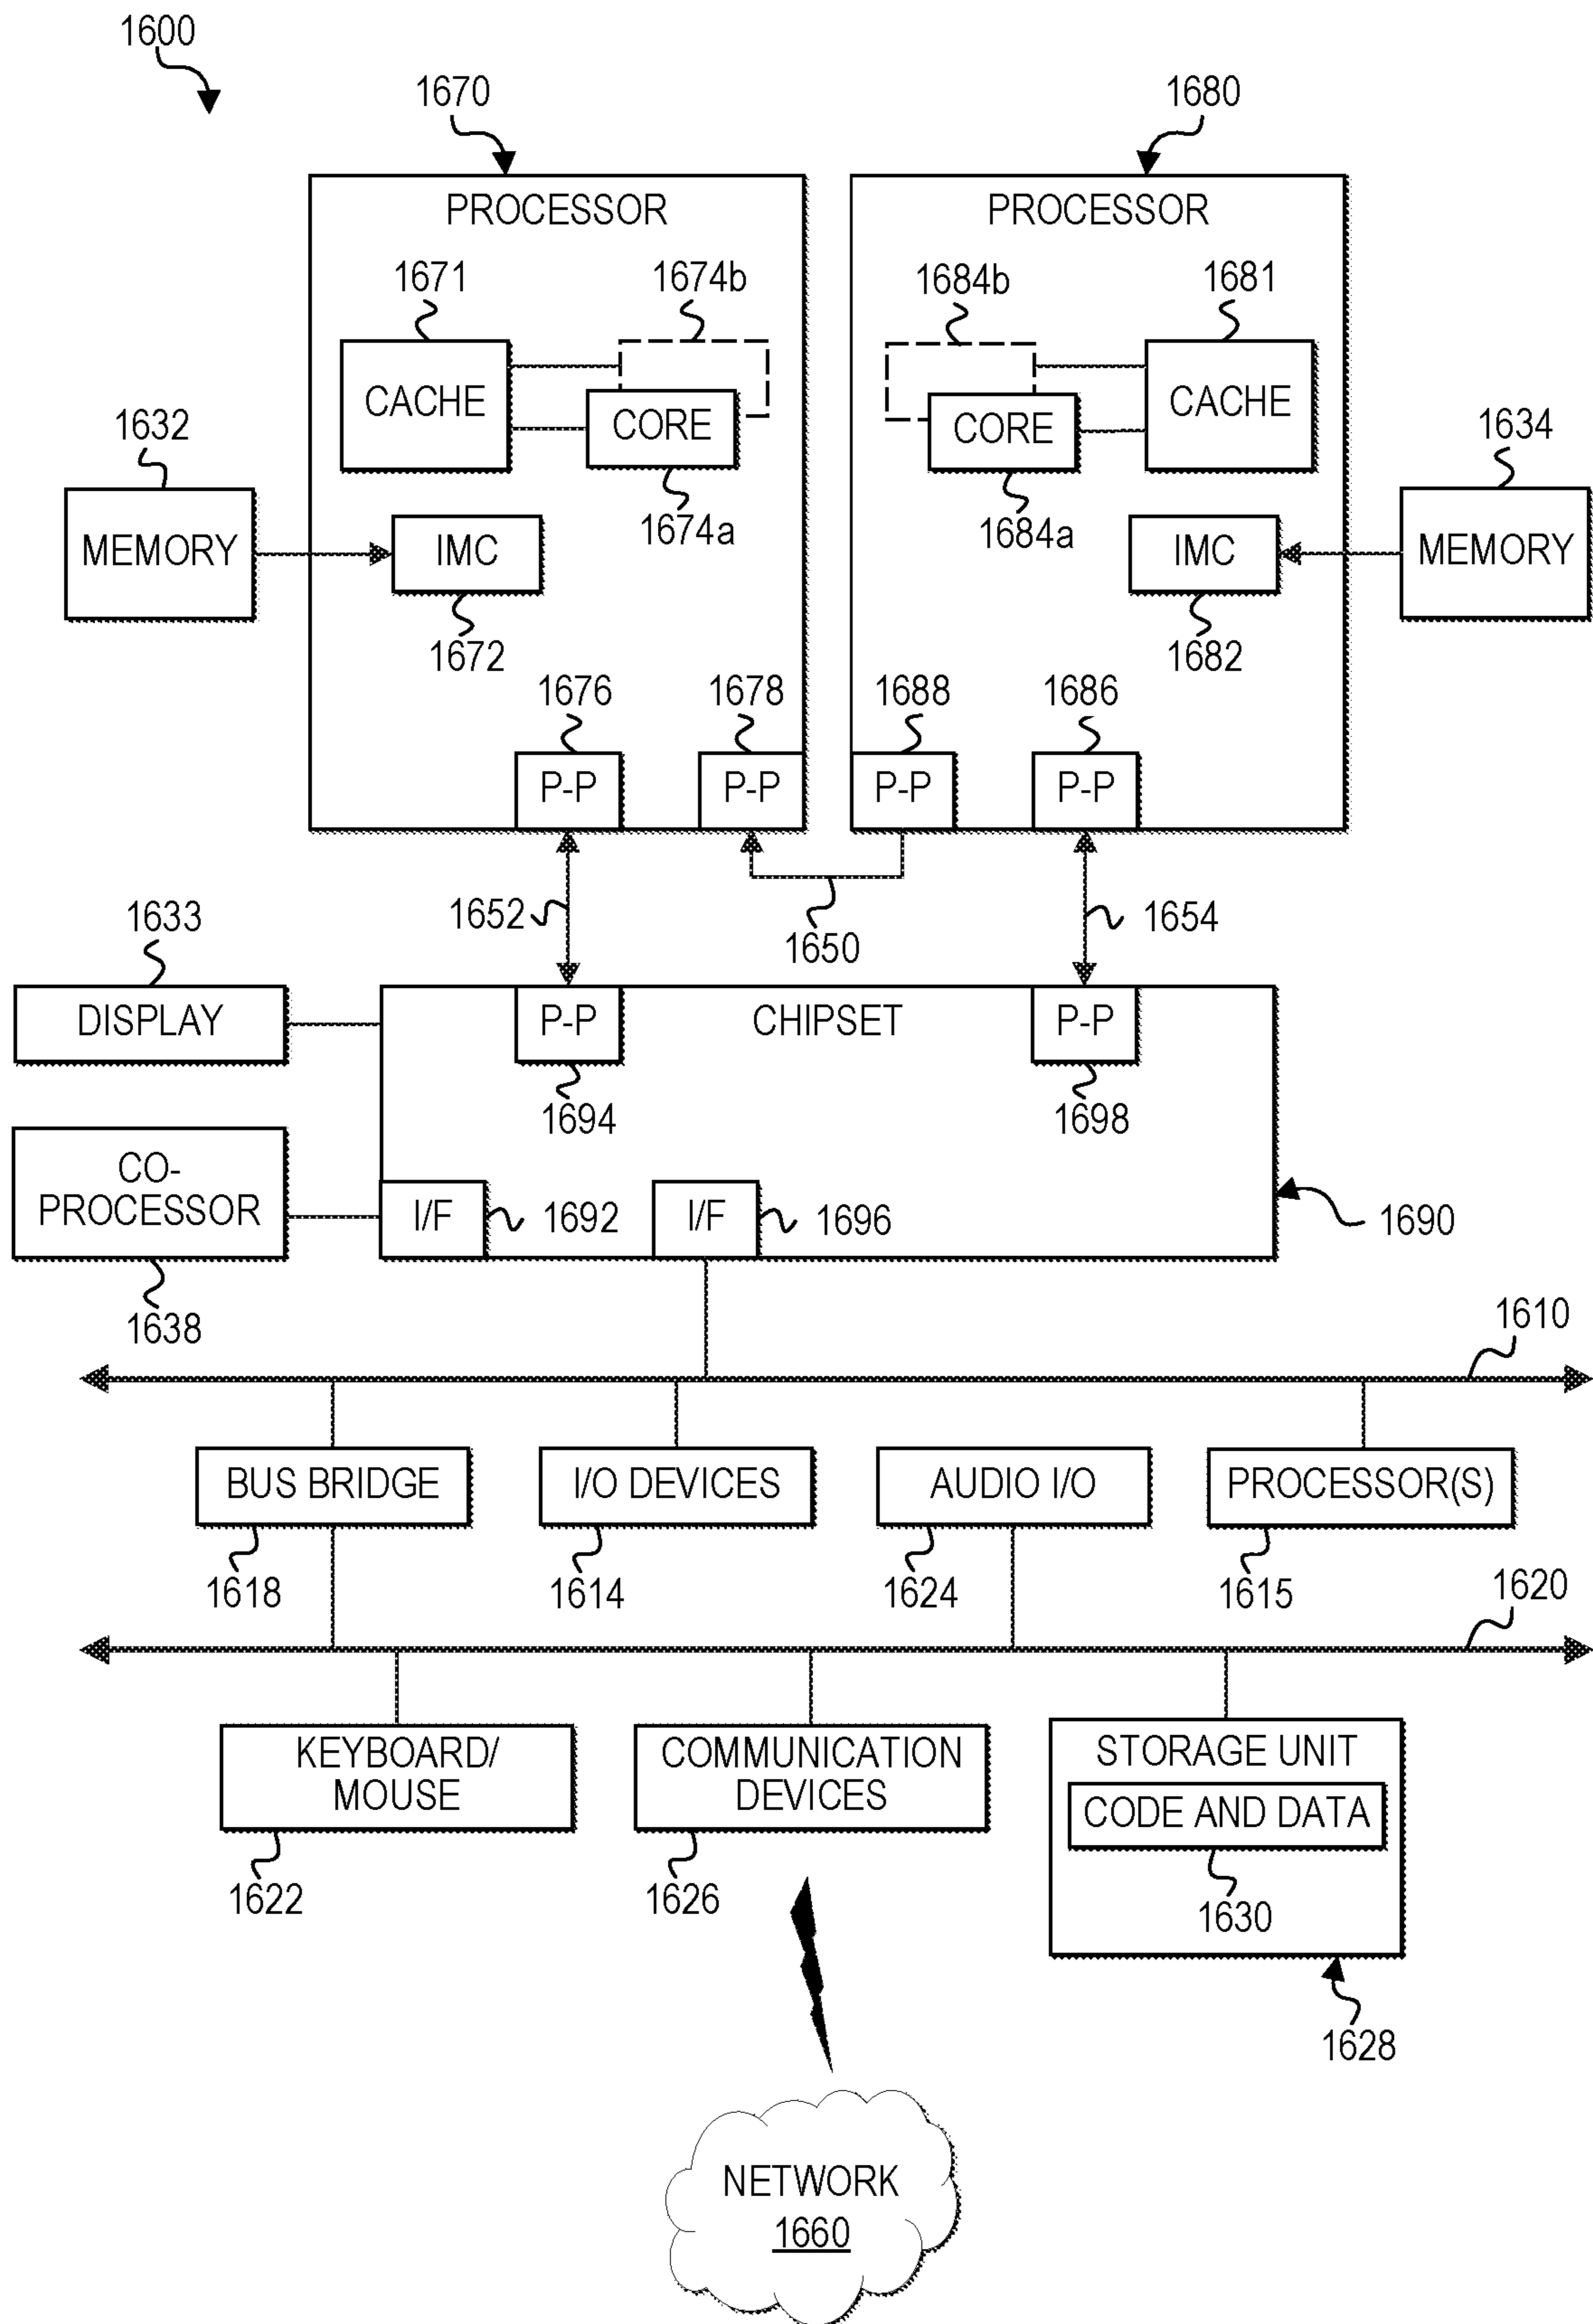 1600
1670
1680
PROCESSOR
PROCESSOR
1671
1674b
1684b
1681
CACHE
CORE
CORE
CACHE
1632
1634
1674a
1684a
MEMORY
IMC
IMC
MEMORY
1672
1682
1676
1678
1688
1686
P-P
P-P
P-P
P-P
1652
1650
1654
1633
DISPLAY
P-P
CHIPSET
P-P
1694
1698
CO-
PROCESSOR
I/F
1692
I/F
1696
1690
1638
1610
BUS BRIDGE
I/O DEVICES
AUDIO I/O
PROCESSOR(S)
1618
1614
1624
1615
1620
KEYBOARD/
MOUSE
COMMUNICATION
DEVICES
STORAGE UNIT
CODE AND DATA
1622
1626
1630
1628
NETWORK
1660